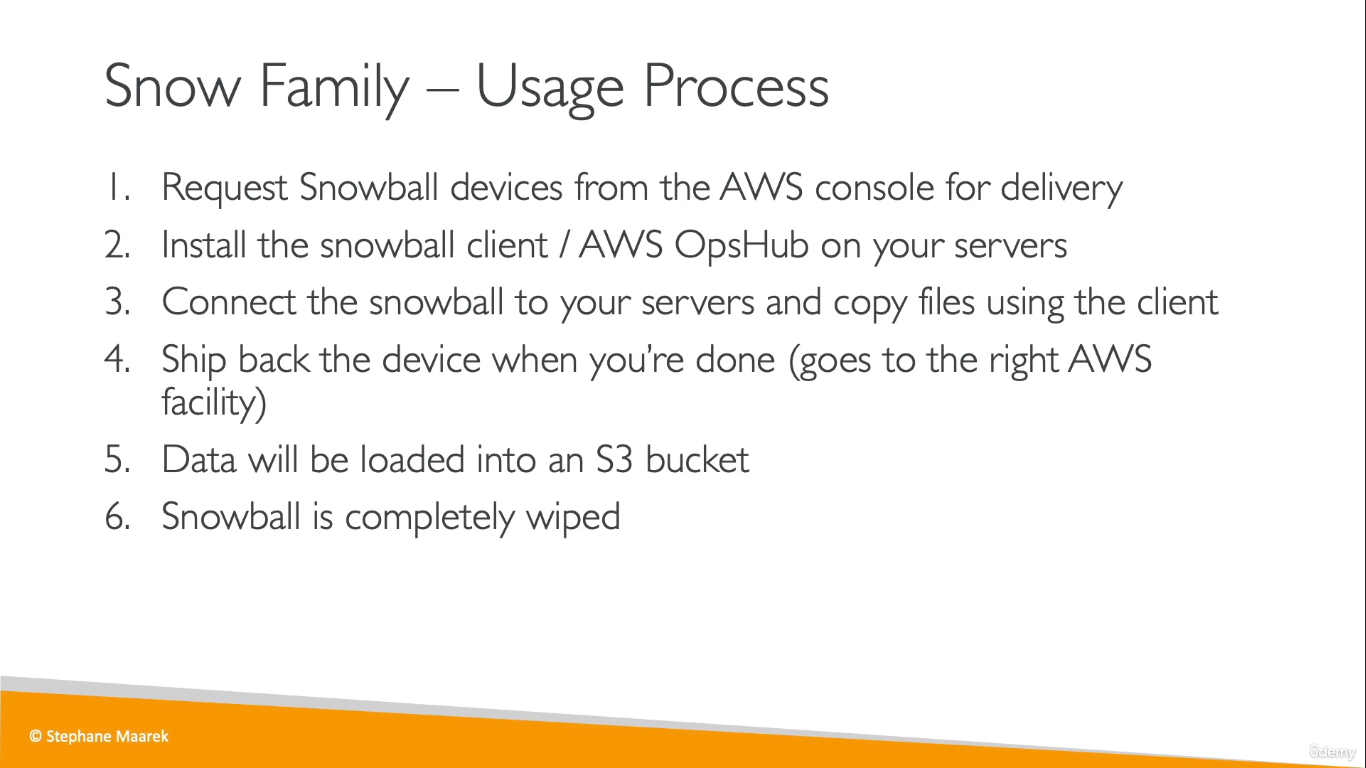 Snow Family – Usage Process
1. Request Snowball devices from the AWS console for delivery
2. Install the snowball client / AWS OpsHub on your servers
3. Connect the snowball to your servers and copy files using the client
4. Ship back the device when you’re done (goes to the right AWS
facility)
5. Data will be loaded into an S3 bucket
6. Snowball is completely wiped
© Stephane Maarek
ûdemy